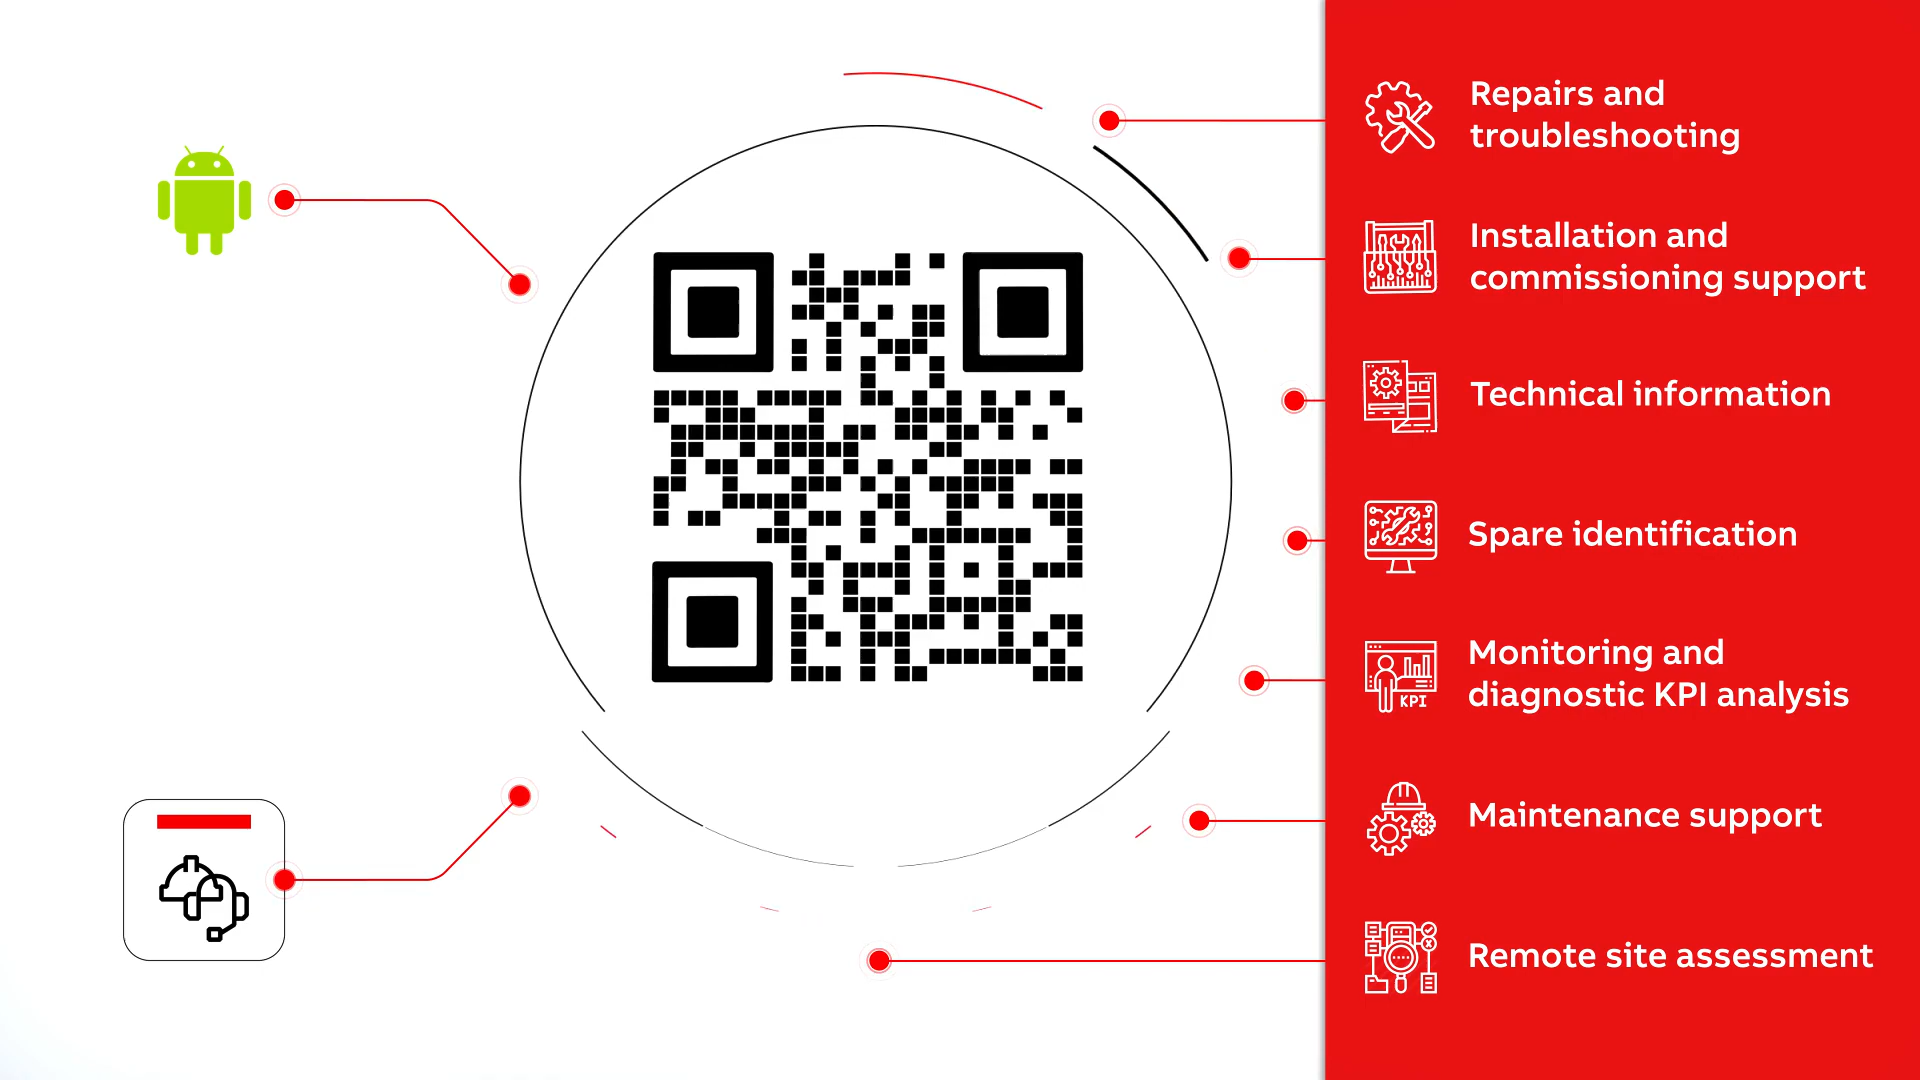 Repairs and
troubleshooting
Installation and
commissioning support
Technical information
Spare identification
Monitoring and
diagnostic KPI analysis
KPI
Maintenance support
Remote site assessment